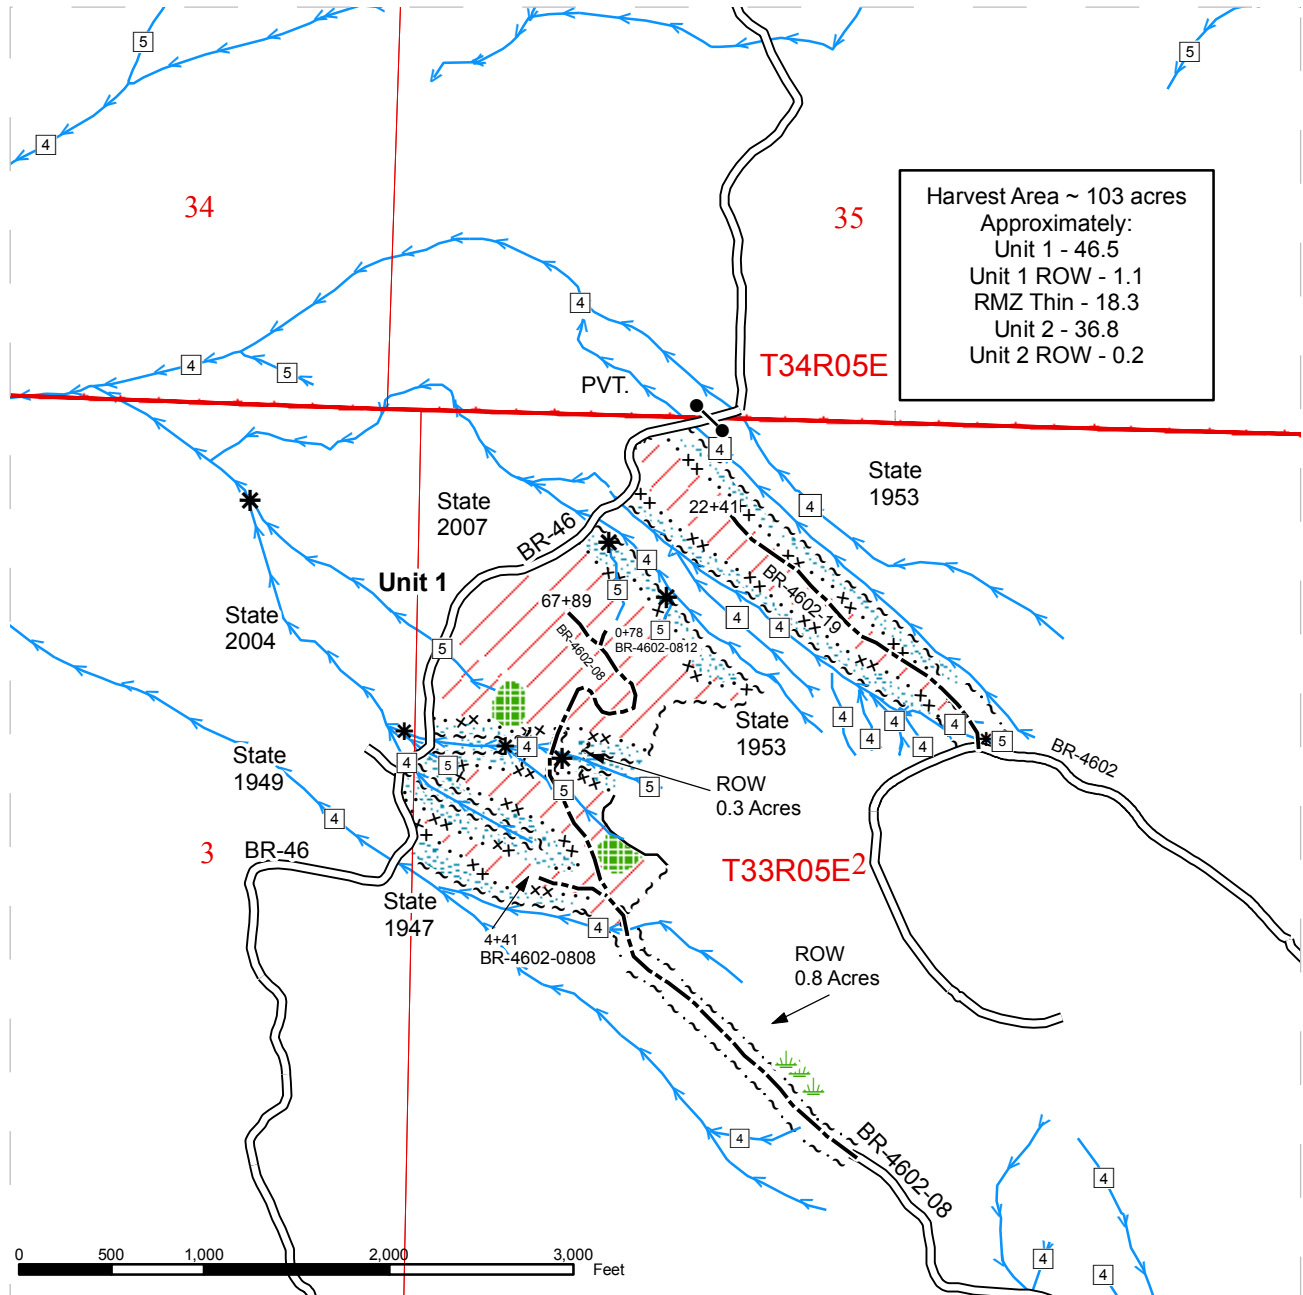 5
5
4
34
35
Harvest Area ~ 103 acres
Approximately:
Unit 1 - 46.5
Unit 1 ROW - 1.1
RMZ Thin - 18.3
Unit 2 - 36.8
Unit 2 ROW - 0.2
4
4
5
PVT.
T34R05E
4
State
1953
State
2007
22+41
4
BR-46
4
Unit 1
5
67+89
BR-4602-19
State
2004
0+78
BR-4602-0812
5
4
4
BR-4602-08
5
State
1953
4
4
4
4
4
5
BR-4602
State
1949
4
4
5
5
5
ROW
0.3 Acres
4
3
BR-46
T33R05E
2
State
1947
4
4+41
BR-4602-0808
ROW
0.8 Acres
4
BR-4602-08
4
4
4
0
500
1,000
2,000
3,000
Feet